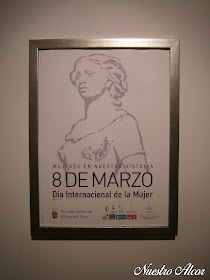 MUJERES EN NUESTRA HISTORIA
8 DE MARZO
Día Internacional de la Mujer
Nuestro Alcor